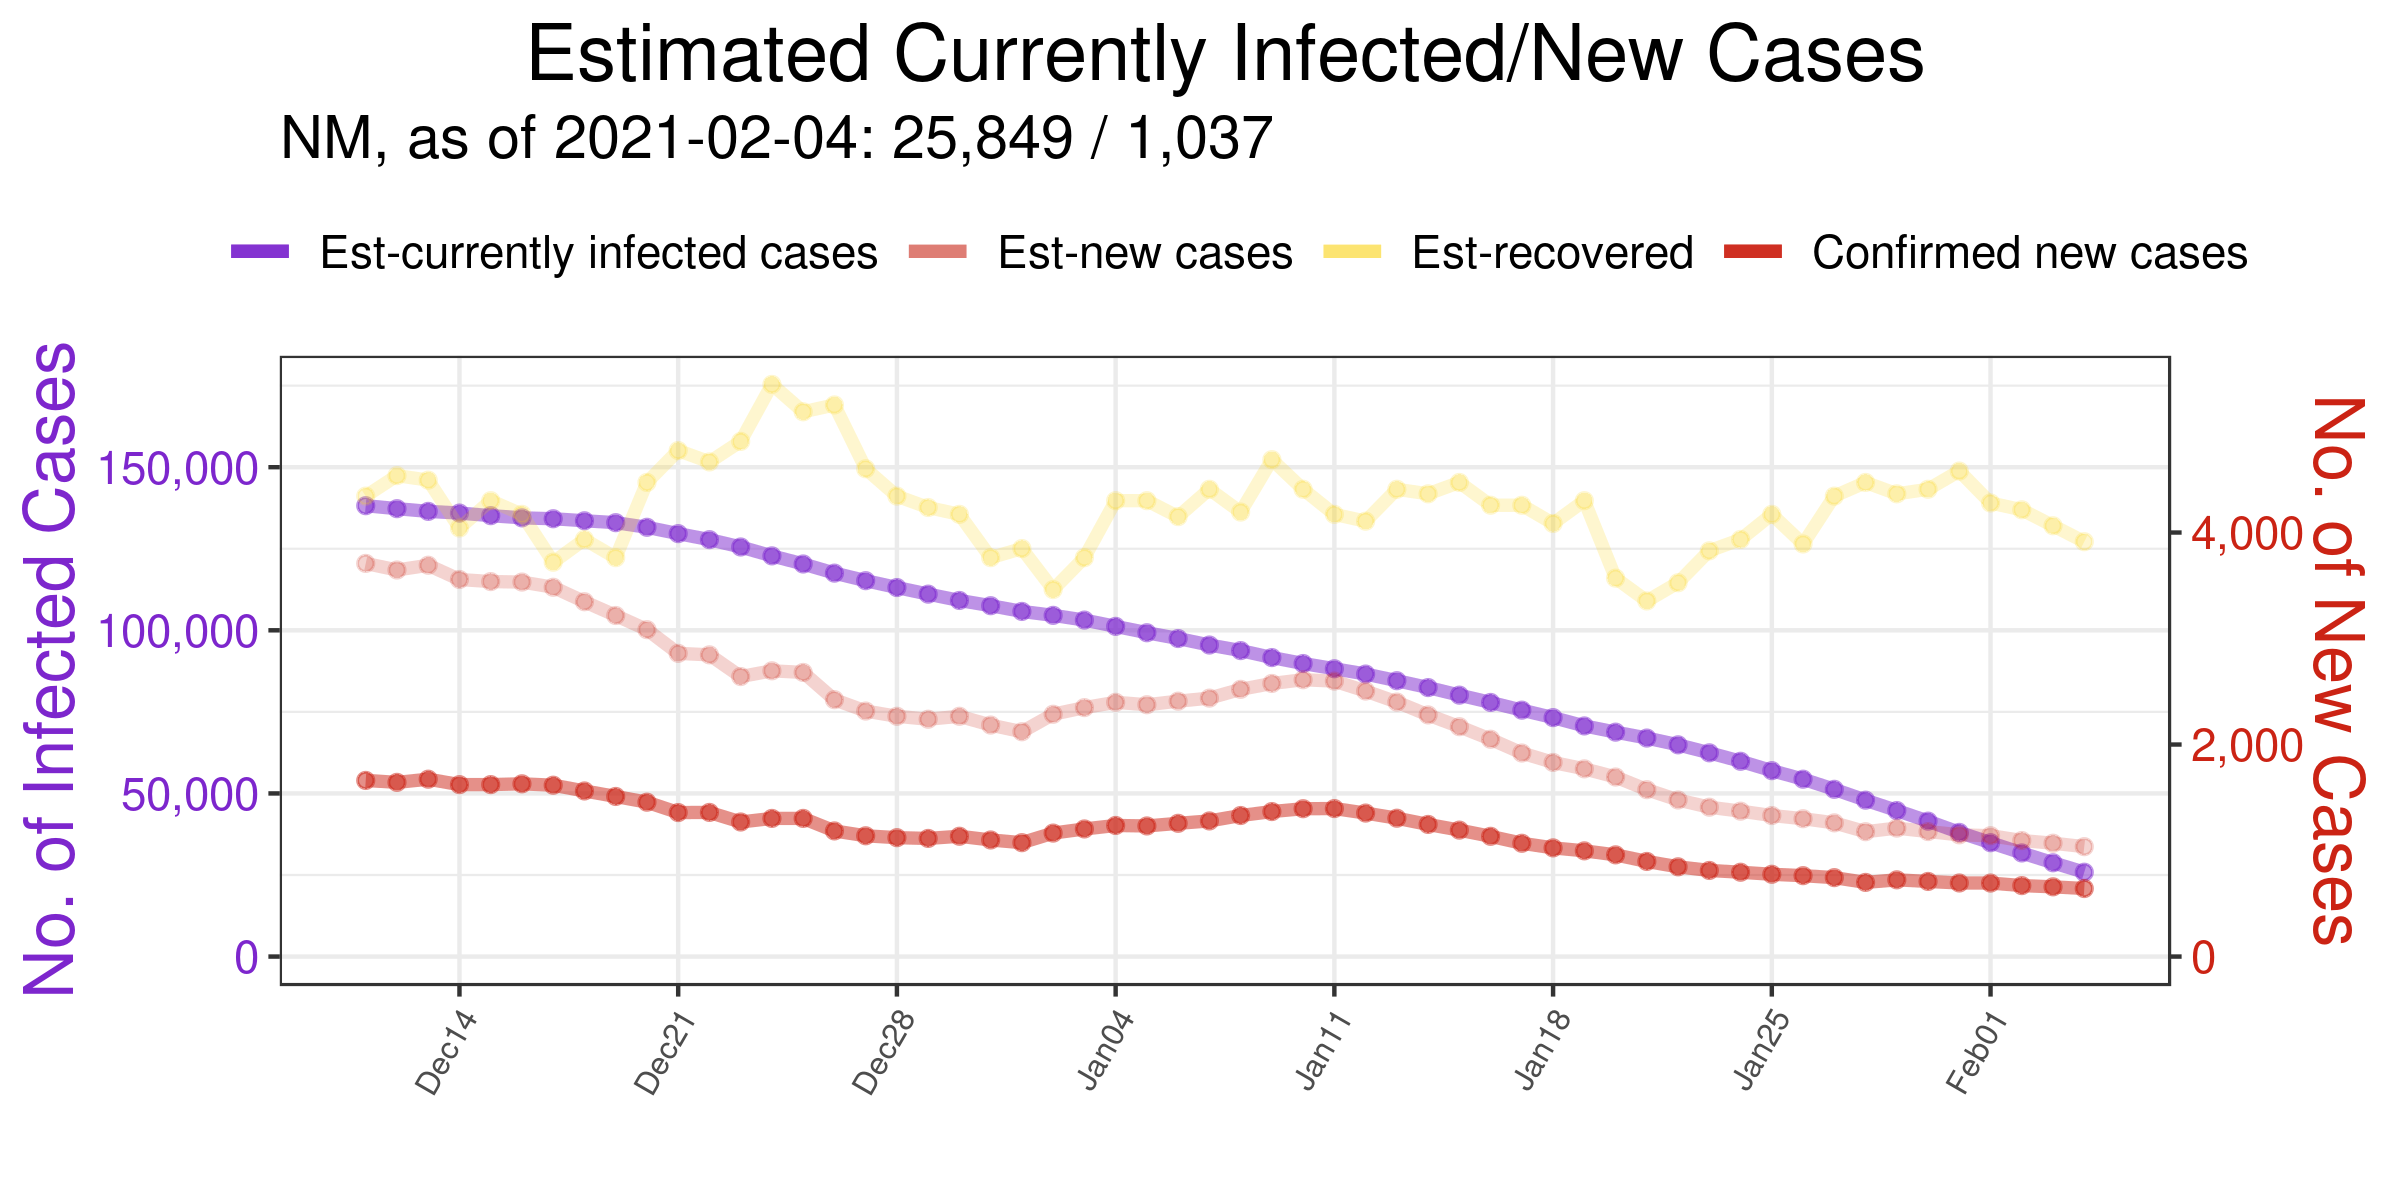 Estimated Currently Infected/New Cases
NM, as of 2021-02-04: 25,849 / 1,037
Est-currently infected cases Est-new cases Est-recovered Confirmed new cases
No. of Infected Cases
150,000
100,000
50,000
0
4,000
2,000
0
No. of New Cases
Dec14 Dec21 Dec28 Jan04 Jan11 Jan18 Jan25 Feb01